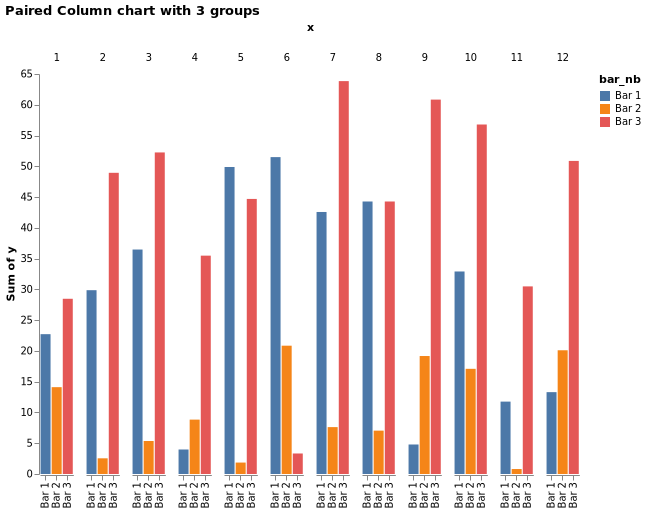 Paired Column chart with 3 groups
x
1 2 3 4 5 6 7 8 9 10 11 12
bar_nb
Bar 1
Bar 2
Bar 3
Sum of y
65
60
55
50
45
40
35
30
25
20
15
10
5
0
Bar 1 Bar 2 Bar 3 Bar 1 Bar 2 Bar 3 Bar 1 Bar 2 Bar 3 Bar 1 Bar 2 Bar 3 Bar 1 Bar 2 Bar 3 Bar 1 Bar 2 Bar 3 Bar 1 Bar 2 Bar 3 Bar 1 Bar 2 Bar 3 Bar 1 Bar 2 Bar 3 Bar 1 Bar 2 Bar 3 Bar 1 Bar 2 Bar 3 Bar 1 Bar 2 Bar 3